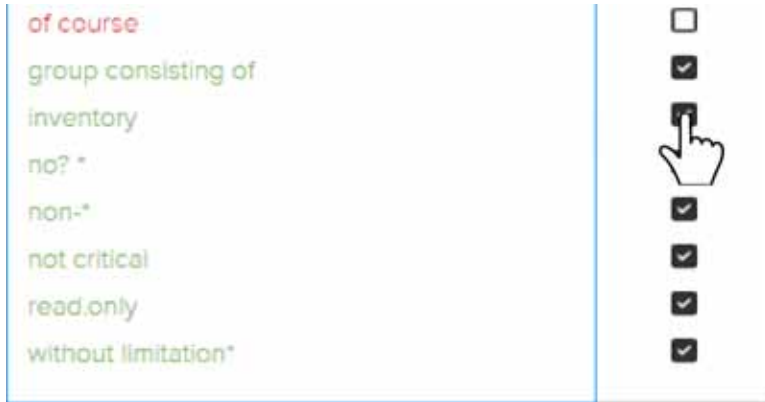 of course
group consisting of
inventory
no? *
non-*
not critical
read.only
without limitation*